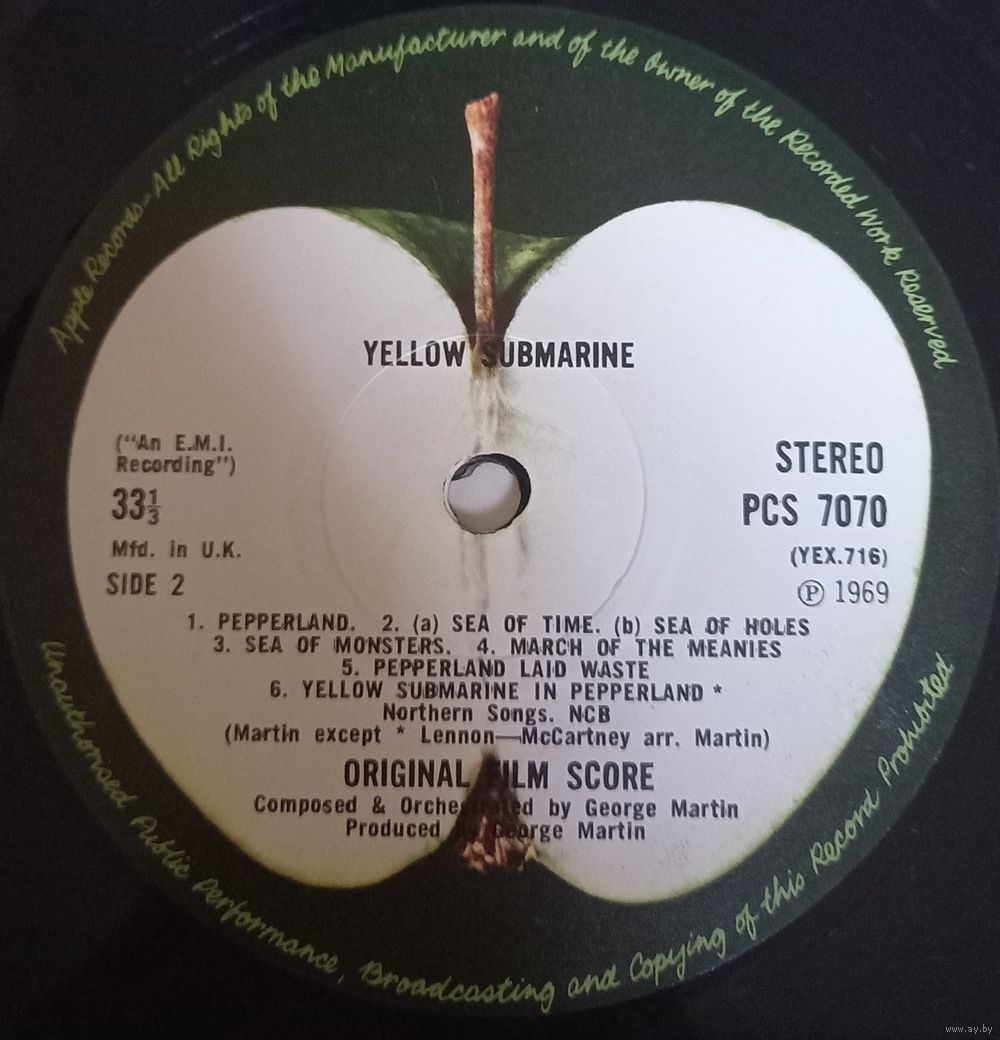 Apple Records-All Rights of the Manufacturer and of the Owner of the Recorded Work Reserved
YELLOW SUBMARINE
("An E.M.I.
Recording")
33⅓
Mfd. in U.K.
SIDE 2
STEREO
PCS 7070
(YEX.716)
Ⓟ 1969
1. PEPPERLAND. 2. (a) SEA OF TIME. (b) SEA OF HOLES
3. SEA OF MONSTERS. 4. MARCH OF THE MEANIES
5. PEPPERLAND LAID WASTE
6. YELLOW SUBMARINE IN PEPPERLAND *
Northern Songs. NCB
(Martin except * Lennon—McCartney arr. Martin)
ORIGINAL FILM SCORE
Composed & Orchestrated by George Martin
Produced by George Martin
Unauthorised Public Performance, Broadcasting and Copying of this Record Prohibited
www.ay.by